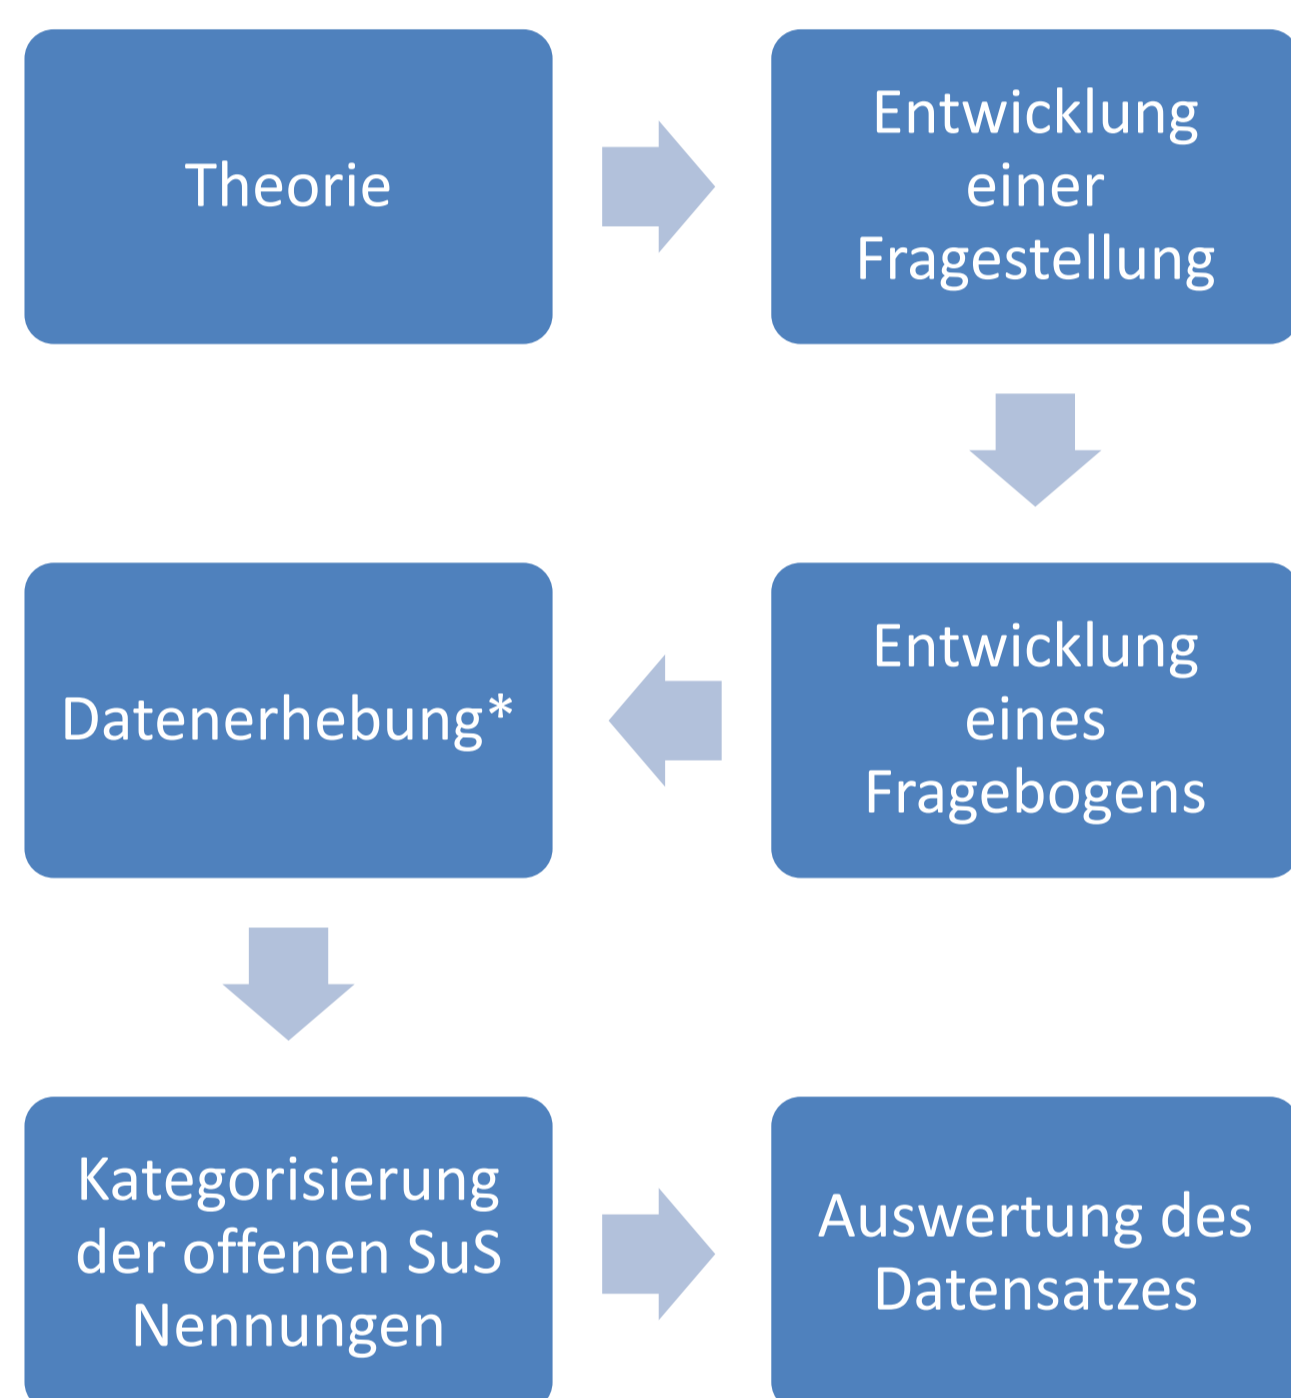 Theorie
Entwicklung
einer
Fragestellung
Entwicklung
eines
Fragebogens
Datenerhebung*
Kategorisierung
der offenen SuS
Nennungen
Auswertung des
Datensatzes